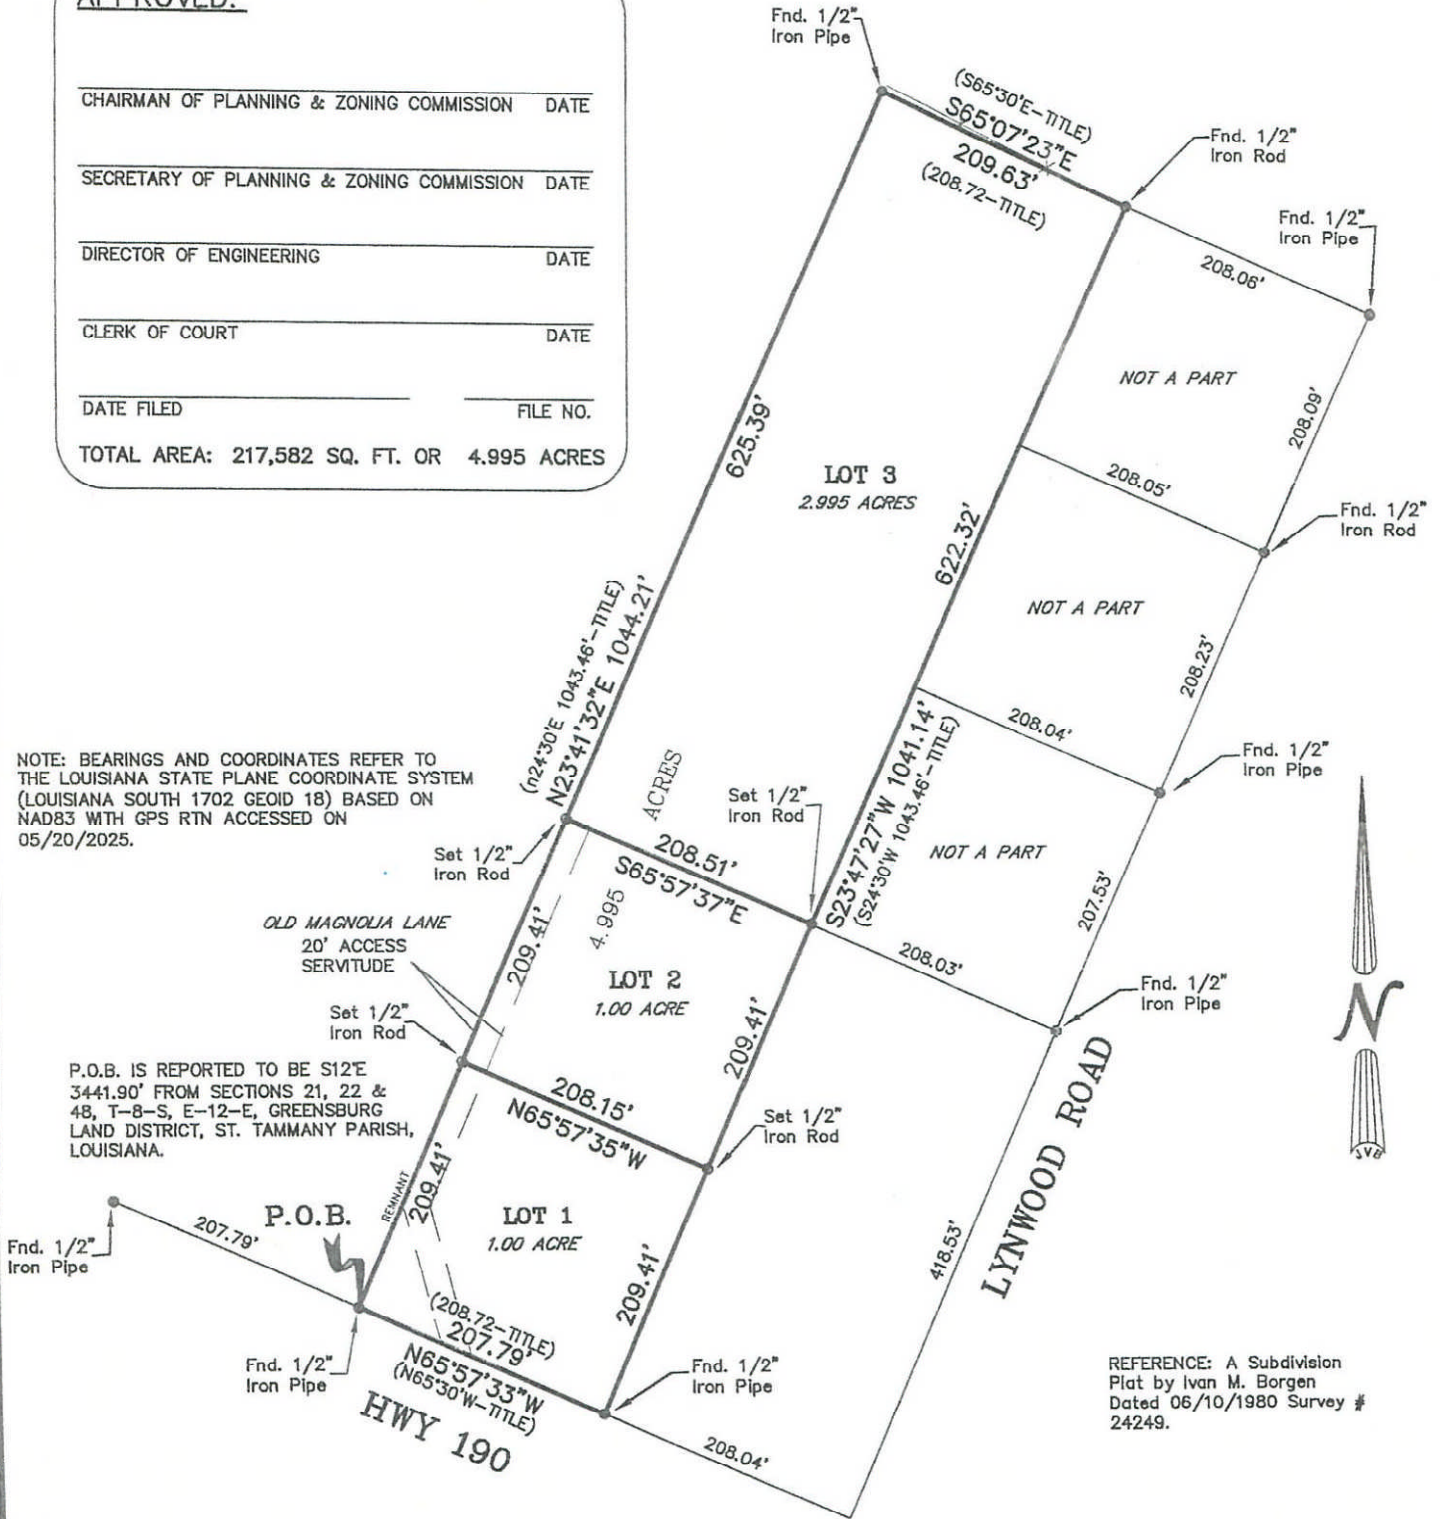 APPROVED:
CHAIRMAN OF PLANNING & ZONING COMMISSION DATE
SECRETARY OF PLANNING & ZONING COMMISSION DATE
DIRECTOR OF ENGINEERING DATE
CLERK OF COURT DATE
DATE FILED FILE NO.
TOTAL AREA: 217,582 SQ. FT. OR 4.995 ACRES
Fnd. 1/2"
Iron Pipe
(S65°30'E-TITLE)
S65°07'23"E
209.63'
(208.72-TITLE)
Fnd. 1/2"
Iron Rod
Fnd. 1/2"
Iron Pipe
208.06'
NOT A PART
208.09'
625.39'
LOT 3
2.995 ACRES
208.05'
Fnd. 1/2"
Iron Rod
622.32'
NOT A PART
208.23'
(n24°30'E 1043.46'-TITLE)
N23°41'32"E 1044.21'
208.04'
S23°47'27"W 1041.14'
(S24°30'W 1043.46'-TITLE)
Fnd. 1/2"
Iron Pipe
NOTE: BEARINGS AND COORDINATES REFER TO
THE LOUISIANA STATE PLANE COORDINATE SYSTEM
(LOUISIANA SOUTH 1702 GEOID 18) BASED ON
NAD83 WITH GPS RTN ACCESSED ON
05/20/2025.
4.995 ACRES
Set 1/2"
Iron Rod
Set 1/2"
Iron Rod
208.51'
S65°57'37"E
NOT A PART
207.53'
OLD MAGNOLIA LANE
20' ACCESS
SERVITUDE
209.41'
LOT 2
1.00 ACRE
208.03'
Fnd. 1/2"
Iron Pipe
Set 1/2"
Iron Rod
209.41'
N
JVB
P.O.B. IS REPORTED TO BE S12°E
3441.90' FROM SECTIONS 21, 22 &
48, T-8-S, E-12-E, GREENSBURG
LAND DISTRICT, ST. TAMMANY PARISH,
LOUISIANA.
208.15'
N65°57'35"W
Set 1/2"
Iron Rod
LYNWOOD ROAD
REMNANT
209.41'
P.O.B.
LOT 1
1.00 ACRE
207.79'
Fnd. 1/2"
Iron Pipe
209.41'
418.53'
(208.72-TITLE)
207.79'
N65°57'33"W
(N65°30'W-TITLE)
Fnd. 1/2"
Iron Pipe
Fnd. 1/2"
Iron Pipe
HWY 190
208.04'
REFERENCE: A Subdivision
Plat by Ivan M. Borgen
Dated 06/10/1980 Survey #
24249.